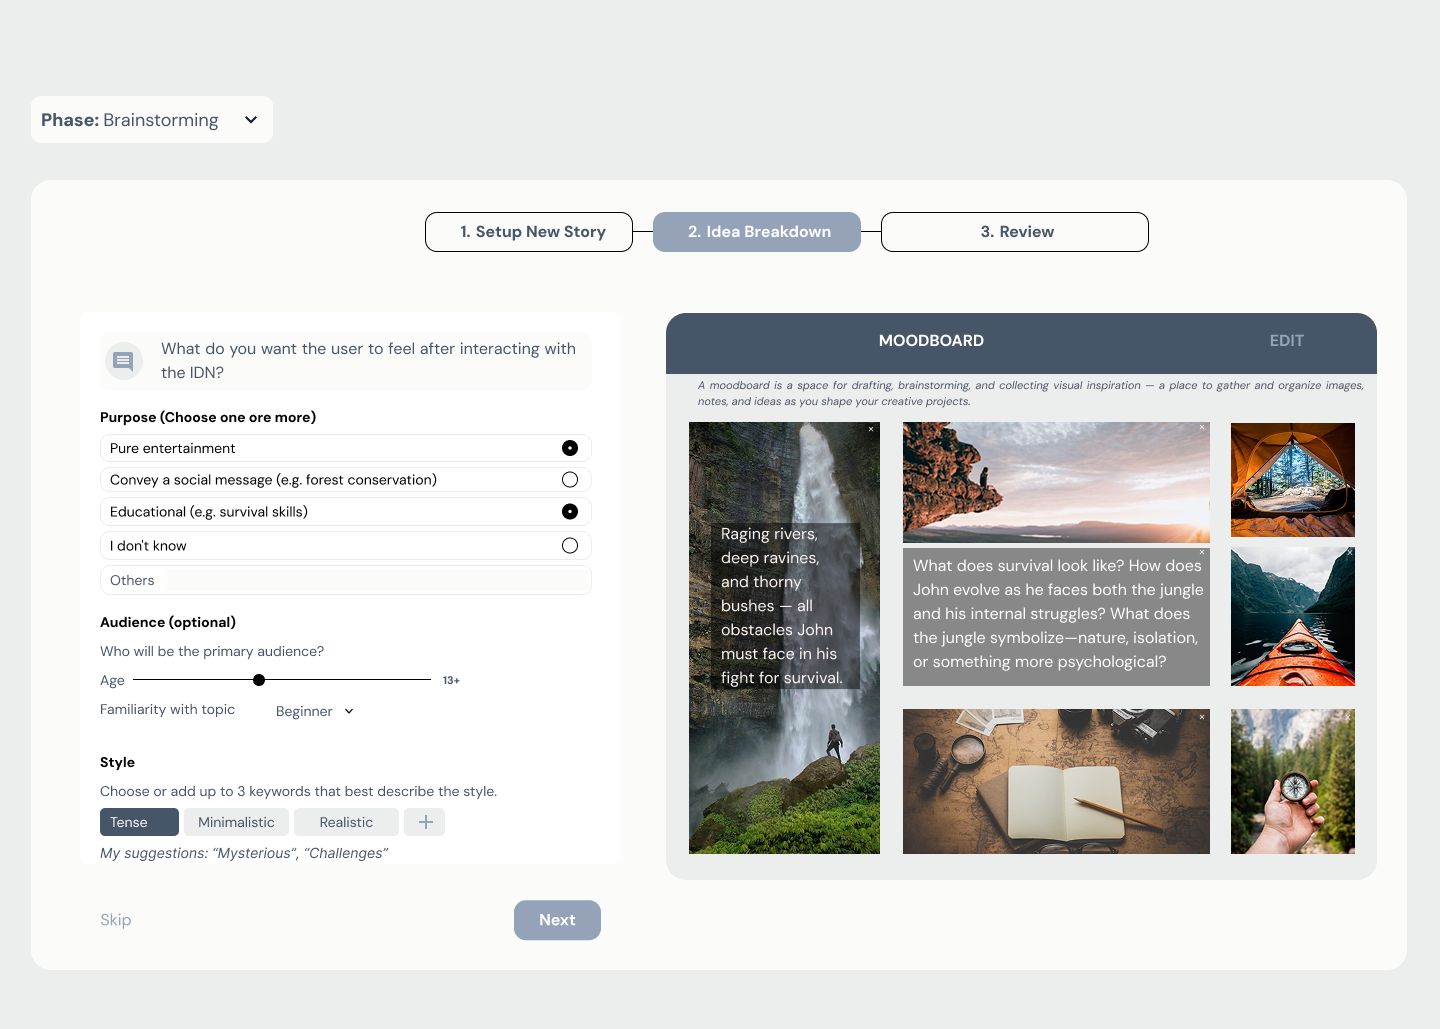 Phase: Brainstorming
1. Setup New Story
2. Idea Breakdown
3. Review
What do you want the user to feel after interacting with
the IDN?
Purpose (Choose one ore more)
Pure entertainment
Convey a social message (e.g. forest conservation)
Educational (e.g. survival skills)
I don't know
Others
Audience (optional)
Who will be the primary audience?
Age
13+
Familiarity with topic
Beginner
Style
Choose or add up to 3 keywords that best describe the style.
Tense
Minimalistic
Realistic
My suggestions: “Mysterious”, “Challenges”
Skip
Next
MOODBOARD
EDIT
A moodboard is a space for drafting, brainstorming, and collecting visual inspiration — a place to gather and organize images,
notes, and ideas as you shape your creative projects.
Raging rivers,
deep ravines,
and thorny
bushes — all
obstacles John
must face in his
fight for survival.
What does survival look like? How does
John evolve as he faces both the jungle
and his internal struggles? What does
the jungle symbolize—nature, isolation,
or something more psychological?